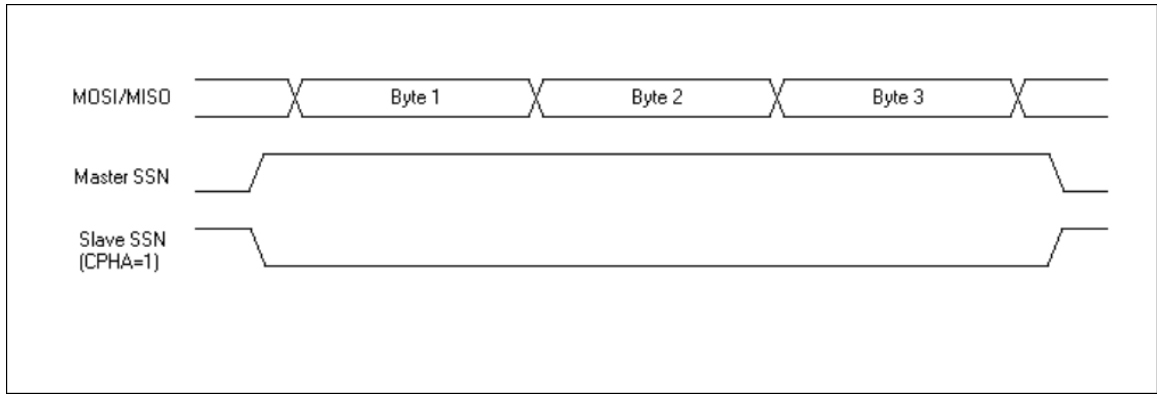 MOSI/MISO
Byte 1
Byte 2
Byte 3
Master SSN
Slave SSN
(CPHA=1)